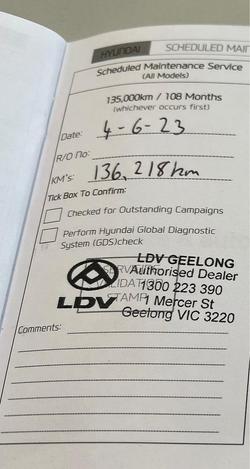 HYUNDAI SCHEDULED MAI
Scheduled Maintenance Service
(All Models)
135,000km / 108 Months
(whichever occurs first)
Date: 4-6-23
R/O no:
KM's: 136,218km
Tick Box To Confirm:
Checked for Outstanding Campaigns
Perform Hyundai Global Diagnostic
System (GDS)check
LDV GEELONG
Authorised Dealer
1300 223 390
1 Mercer St
Geelong VIC 3220
LDV
STAMP
Comments: